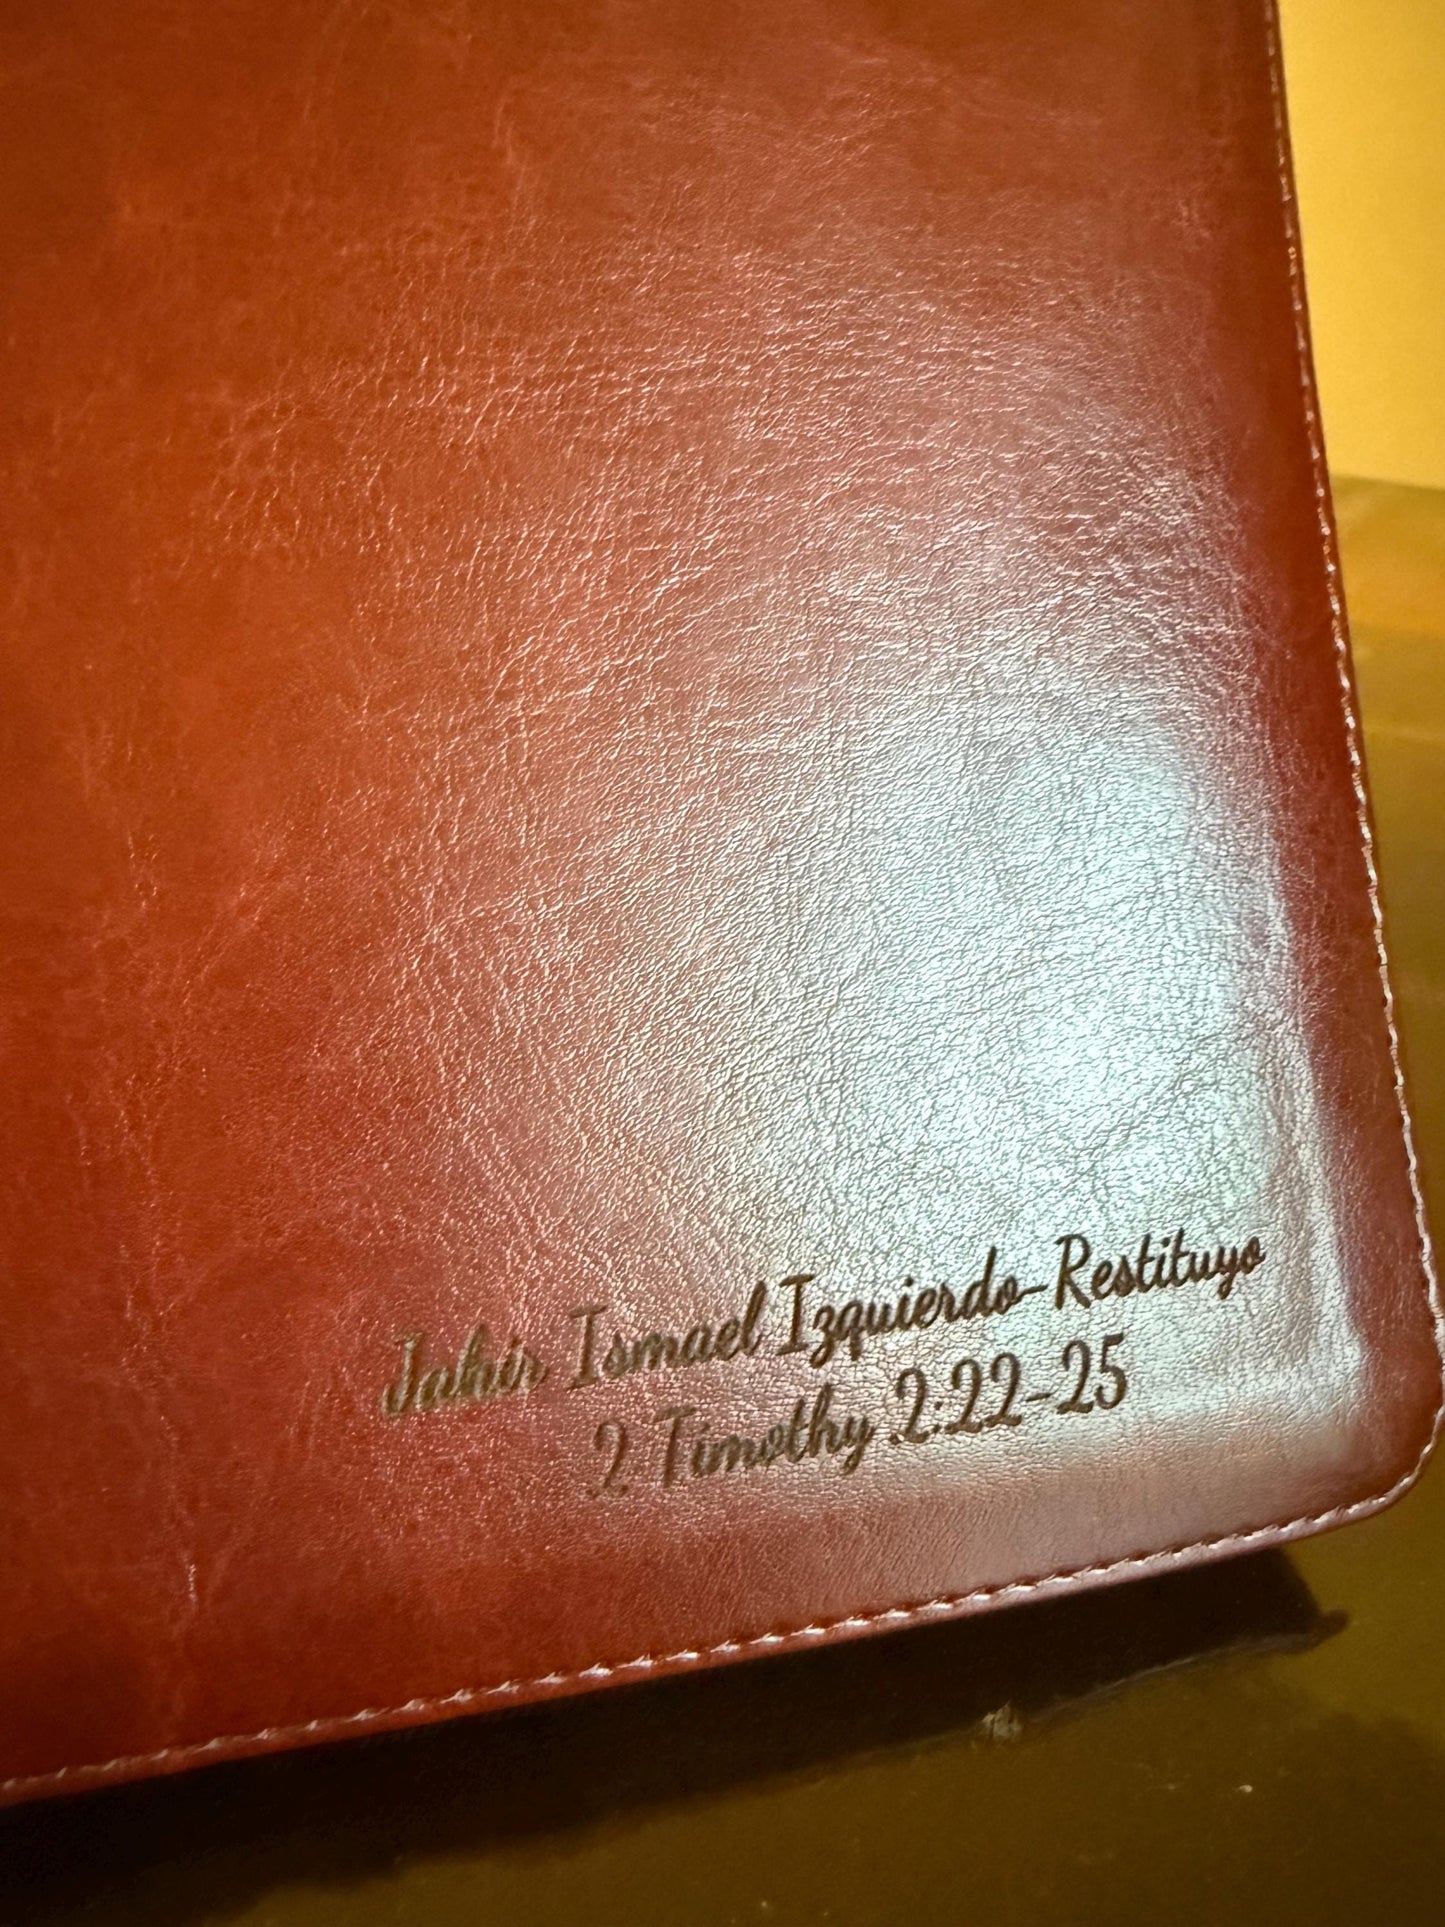 Jahir Ismael Izquierdo-Restituyo
2 Timothy 2:22-25